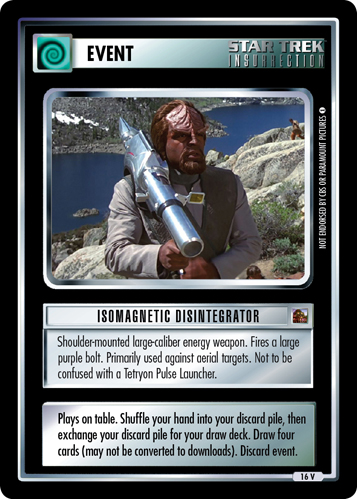 EVENT
STAR TREK
INSURRECTION
NOT ENDORSED BY CBS OR PARAMOUNT PICTURES
ISOMAGNETIC DISINTEGRATOR
Shoulder-mounted large-caliber energy weapon. Fires a large
purple bolt. Primarily used against aerial targets. Not to be
confused with a Tetryon Pulse Launcher.
Plays on table. Shuffle your hand into your discard pile, then
exchange your discard pile for your draw deck. Draw four
cards (may not be converted to downloads). Discard event.
16 V